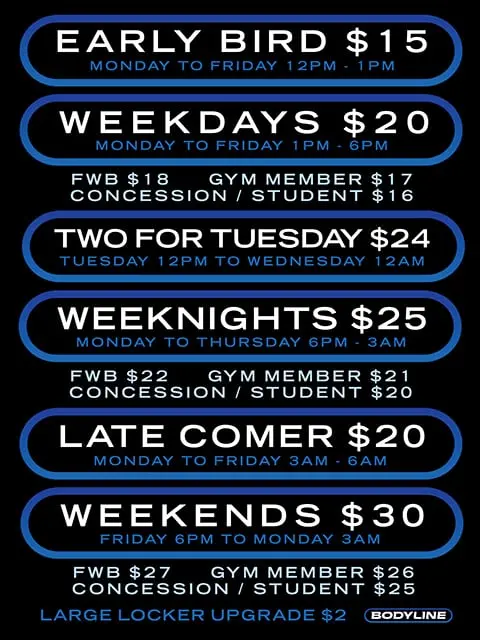 EARLY BIRD $15
MONDAY TO FRIDAY 12PM - 1PM
WEEKDAYS $20
MONDAY TO FRIDAY 1PM - 6PM
FWB $18 GYM MEMBER $17
CONCESSION / STUDENT $16
TWO FOR TUESDAY $24
TUESDAY 12PM TO WEDNESDAY 12AM
WEEKNIGHTS $25
MONDAY TO THURSDAY 6PM - 3AM
FWB $22 GYM MEMBER $21
CONCESSION / STUDENT $20
LATE COMER $20
MONDAY TO FRIDAY 3AM - 6AM
WEEKENDS $30
FRIDAY 6PM TO MONDAY 3AM
FWB $27 GYM MEMBER $26
CONCESSION / STUDENT $25
LARGE LOCKER UPGRADE $2 BODYLINE